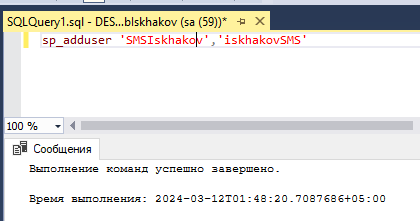 SQLQuery1.sql - DES...blskhakov (sa (59))*
sp_adduser 'SMSIskhakov','iskhakovSMS'
100 %
Сообщения
Выполнение команд успешно завершено.
Время выполнения: 2024-03-12T01:48:20.7087686+05:00